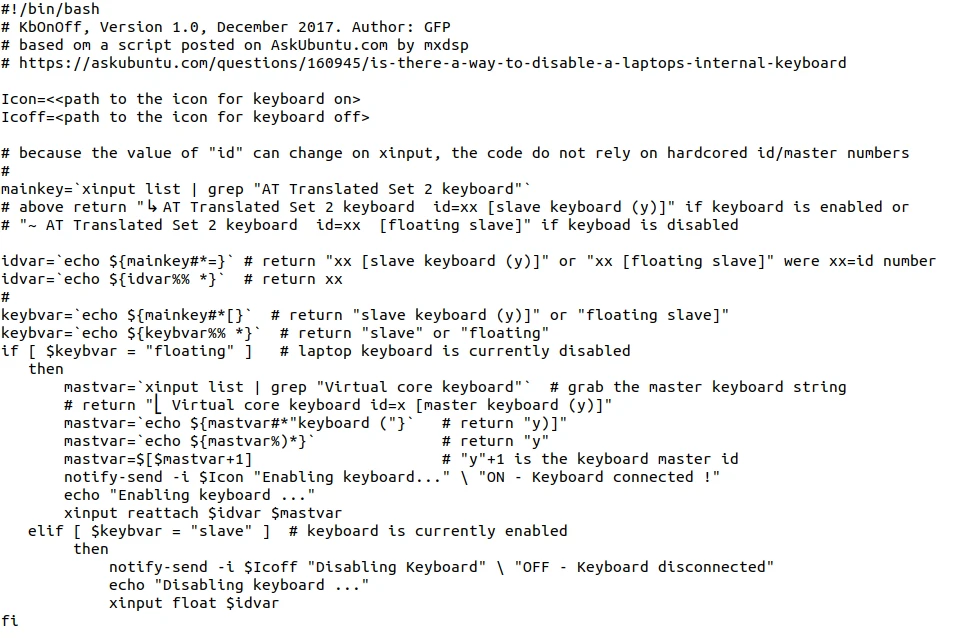 #!/bin/bash
# KbOnOff, Version 1.0, December 2017. Author: GFP
# based om a script posted on AskUbuntu.com by mxdsp
# https://askubuntu.com/questions/160945/is-there-a-way-to-disable-a-laptops-internal-keyboard

Icon=<<path to the icon for keyboard on>
Icoff=<path to the icon for keyboard off>

# because the value of "id" can change on xinput, the code do not rely on hardcored id/master numbers
#
mainkey=`xinput list | grep "AT Translated Set 2 keyboard"`
# above return "↳ AT Translated Set 2 keyboard  id=xx [slave keyboard (y)]" if keyboard is enabled or
# "~ AT Translated Set 2 keyboard  id=xx  [floating slave]" if keyboad is disabled

idvar=`echo ${mainkey#*=}` # return "xx [slave keyboard (y)]" or "xx [floating slave]" were xx=id number
idvar=`echo ${idvar%% *}`  # return xx
#
keybvar=`echo ${mainkey#*[}`  # return "slave keyboard (y)]" or "floating slave]"
keybvar=`echo ${keybvar%% *}`  # return "slave" or "floating"
if [ $keybvar = "floating" ]   # laptop keyboard is currently disabled
   then
       mastvar=`xinput list | grep "Virtual core keyboard"`  # grab the master keyboard string
       # return "⎣ Virtual core keyboard id=x [master keyboard (y)]"
       mastvar=`echo ${mastvar#*"keyboard ("}`   # return "y)]"
       mastvar=`echo ${mastvar%)*}`              # return "y"
       mastvar=$[$mastvar+1]                     # "y"+1 is the keyboard master id
       notify-send -i $Icon "Enabling keyboard..." \ "ON - Keyboard connected !"
       echo "Enabling keyboard ..."
       xinput reattach $idvar $mastvar
   elif [ $keybvar = "slave" ]  # keyboard is currently enabled
        then
            notify-send -i $Icoff "Disabling Keyboard" \ "OFF - Keyboard disconnected"
            echo "Disabling keyboard ..."
            xinput float $idvar
fi